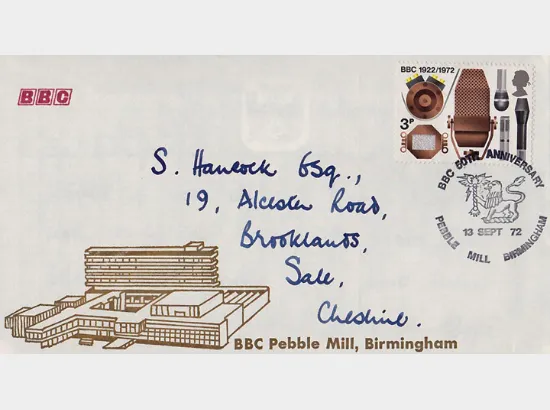 BBC
BBC 1922/1972
3P
BBC 50TH ANNIVERSARY
13 SEPT 72
PEBBLE MILL BIRMINGHAM
S. Hancock Esq.,
19, Alcester Road,
Brooklands,
Sale,
Cheshire.
BBC Pebble Mill, Birmingham